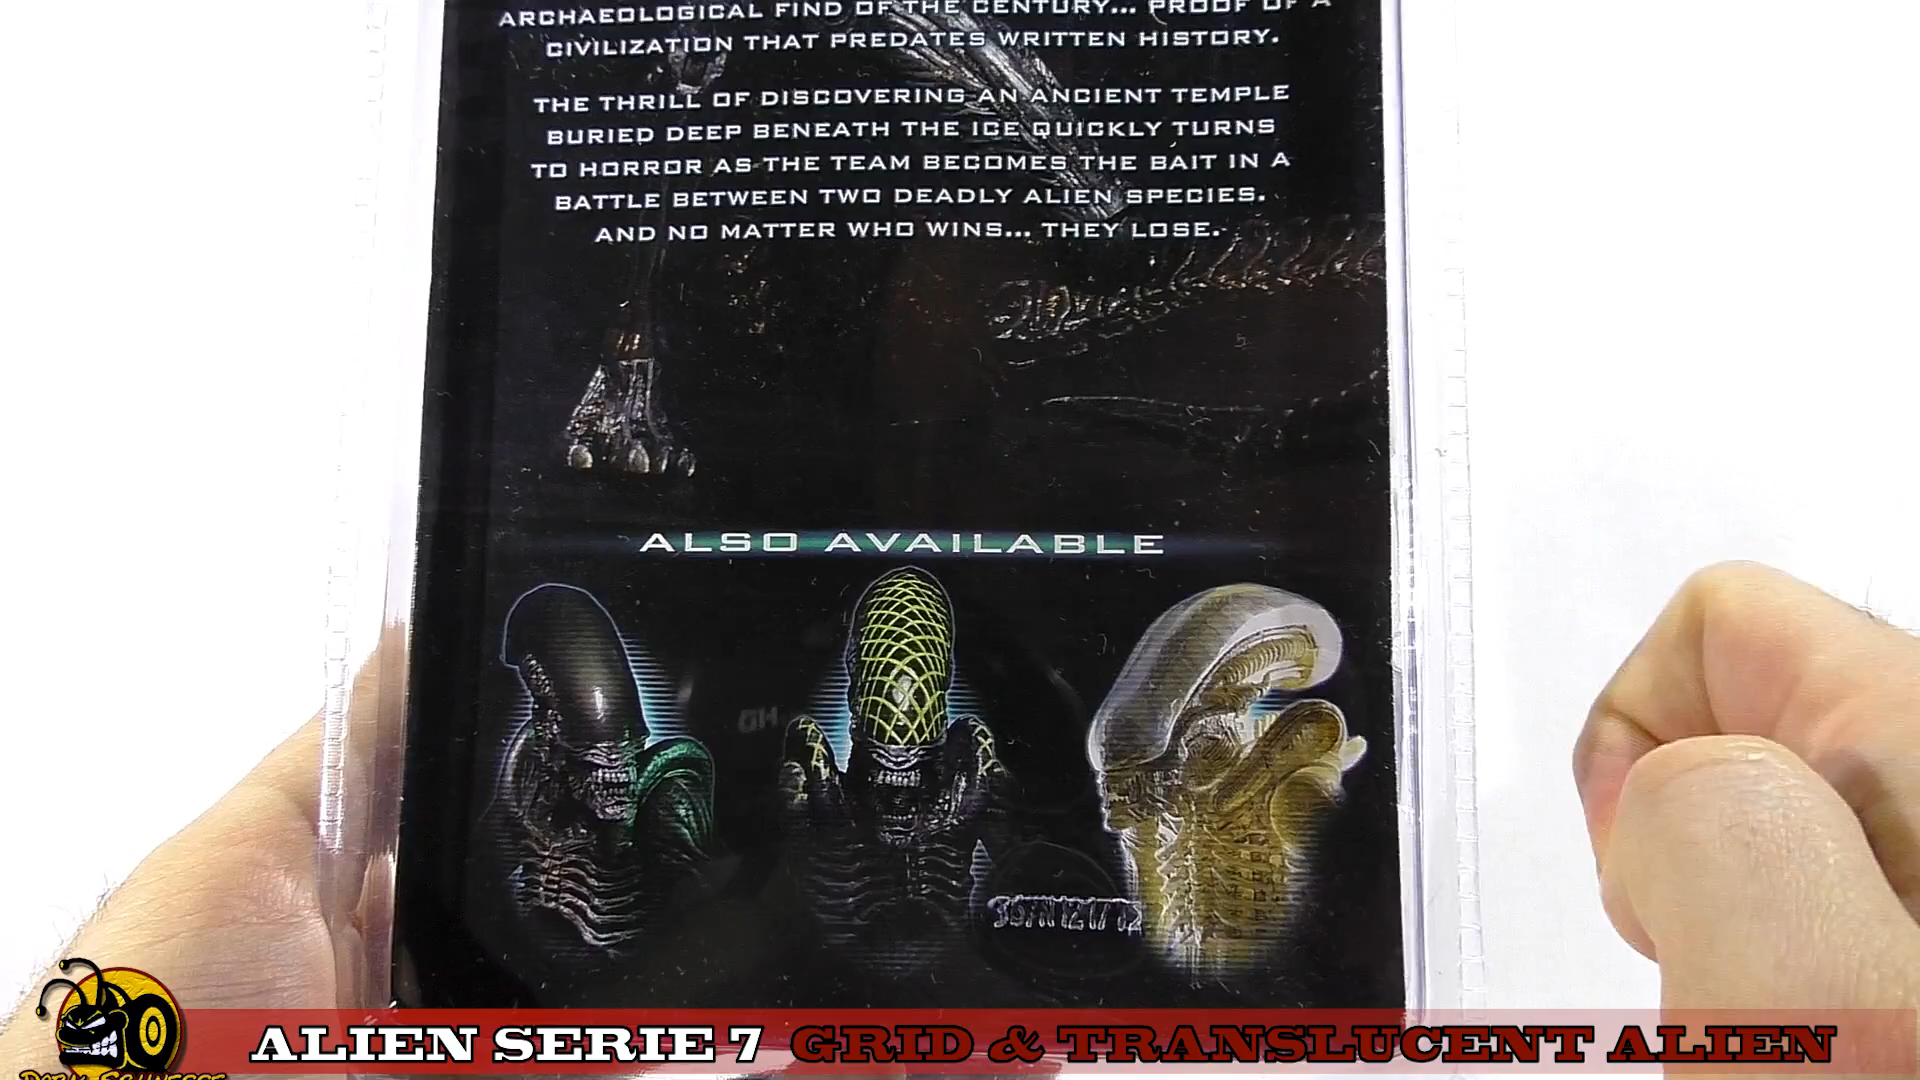 ARCHAEOLOGICAL FIND OF THE CENTURY... PROOF OF A
CIVILIZATION THAT PREDATES WRITTEN HISTORY.
THE THRILL OF DISCOVERING AN ANCIENT TEMPLE
BURIED DEEP BENEATH THE ICE QUICKLY TURNS
TO HORROR AS THE TEAM BECOMES THE BAIT IN A
BATTLE BETWEEN TWO DEADLY ALIEN SPECIES.
AND NO MATTER WHO WINS... THEY LOSE.
ALSO AVAILABLE
ALIEN SERIE 7 GRID & TRANSLUCENT ALIEN